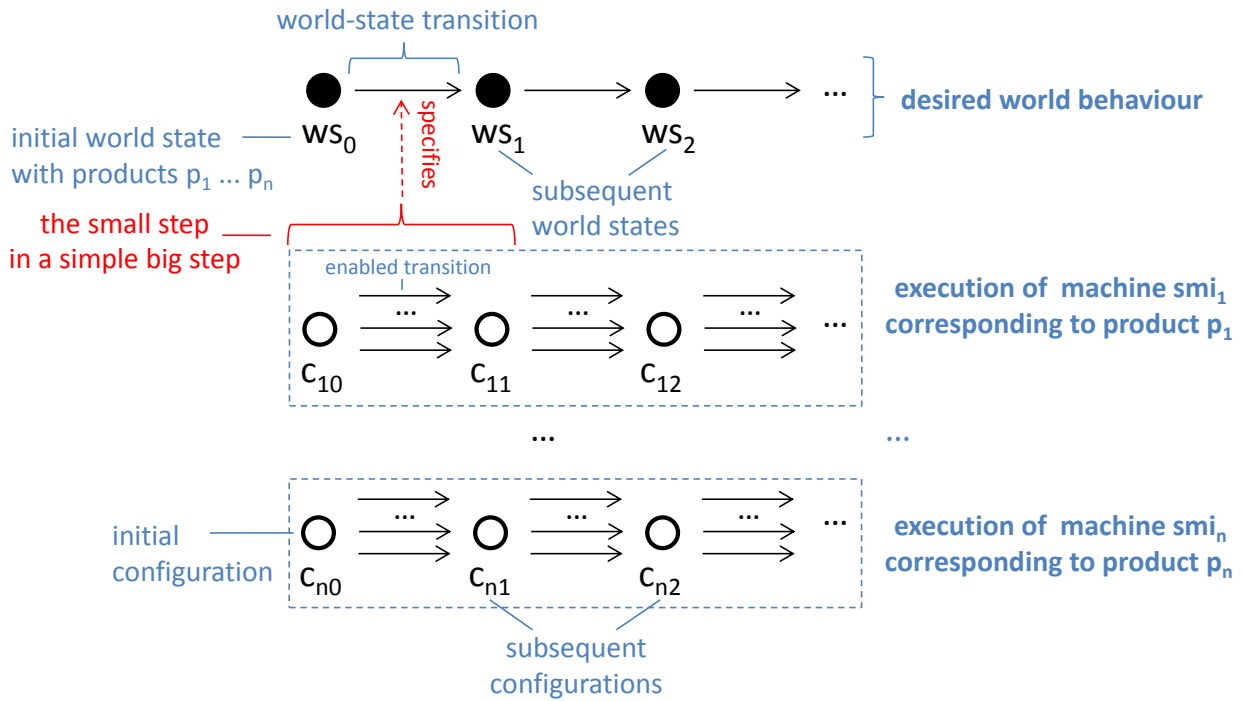 world-state transition
...
desired world behaviour
specifies
ws0
ws1
ws2
initial world state
with products p1 ... pn
subsequent
world states
the small step
in a simple big step
enabled transition
... ... ...
...
c10
c11
c12
execution of machine smi1
corresponding to product p1
...
...
... ... ...
...
initial
configuration
cn0
cn1
cn2
execution of machine smin
corresponding to product pn
subsequent
configurations